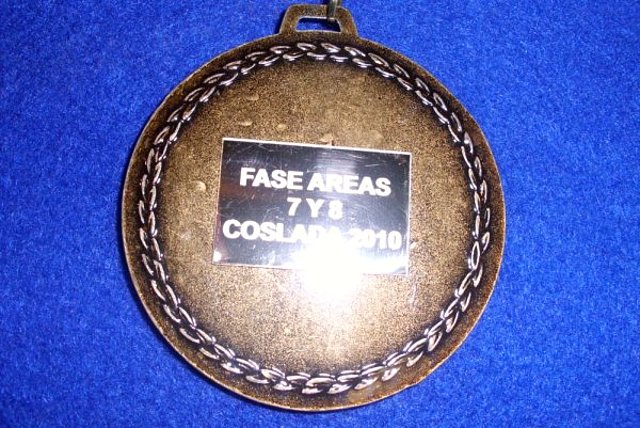 FASE AREAS
7 Y 8
COSLADA 2010